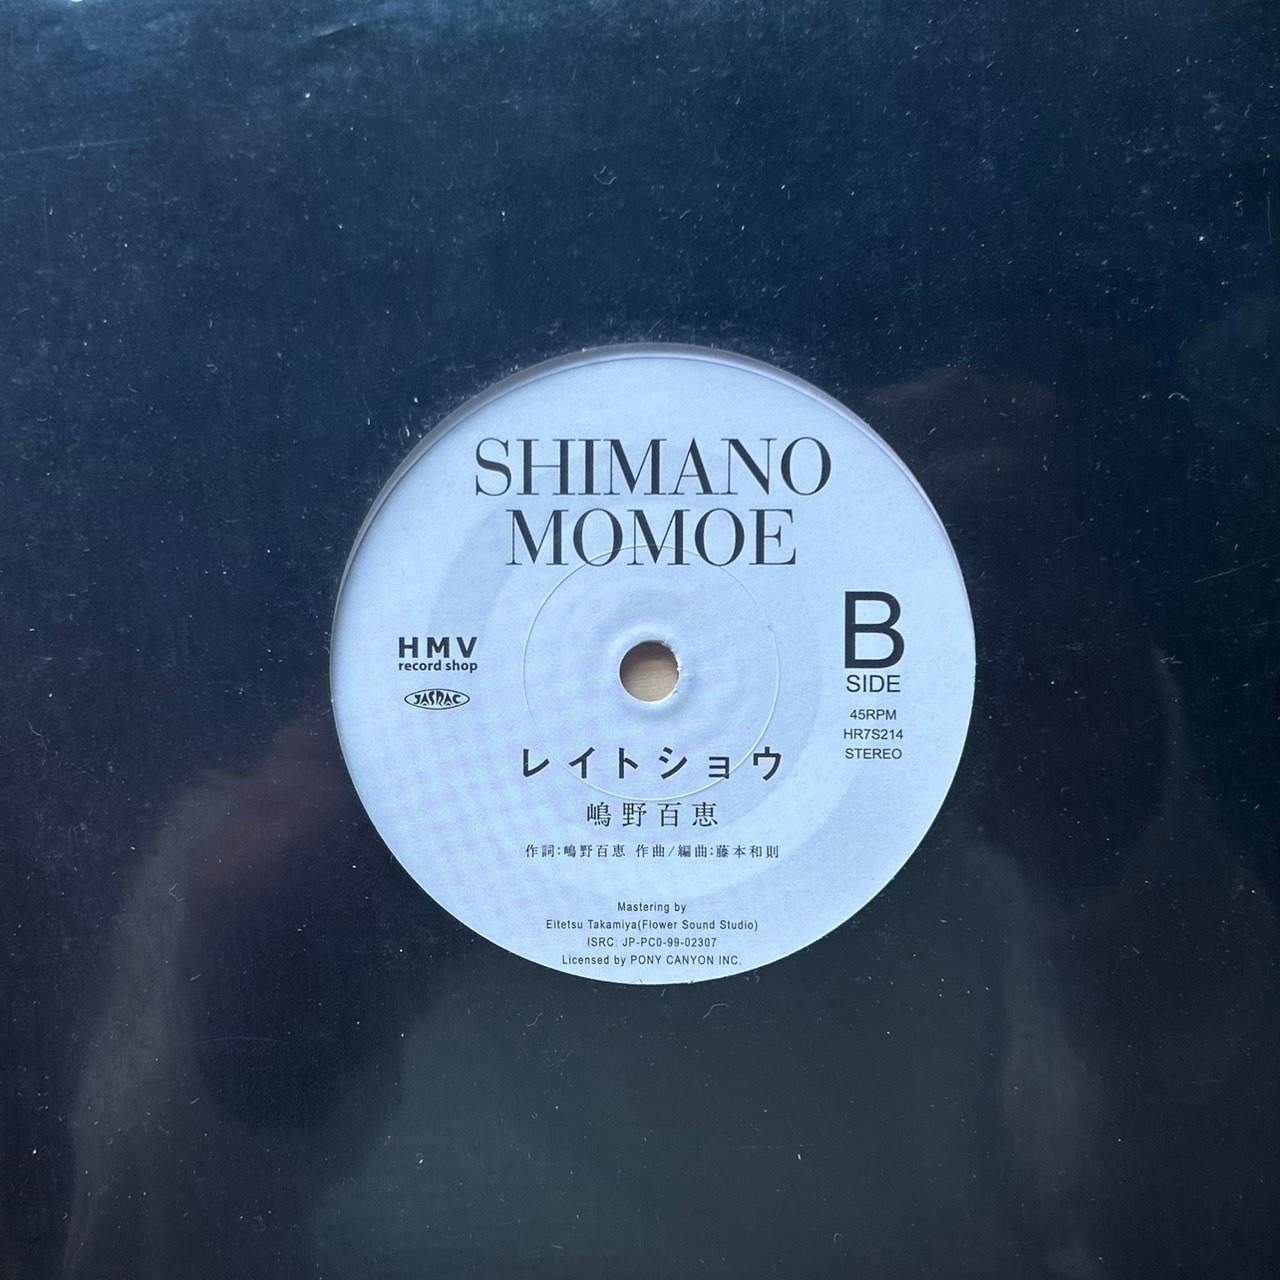 SHIMANO
MOMOE
HMV
record shop
JASRAC
B
SIDE
45RPM
HR7S214
STEREO
レイトショウ
嶋野百恵
作詞:嶋野百恵 作曲/編曲:藤本和則
Mastering by
Eitetsu Takamiya(Flower Sound Studio)
ISRC: JP-PC0-99-02307
Licensed by PONY CANYON INC.